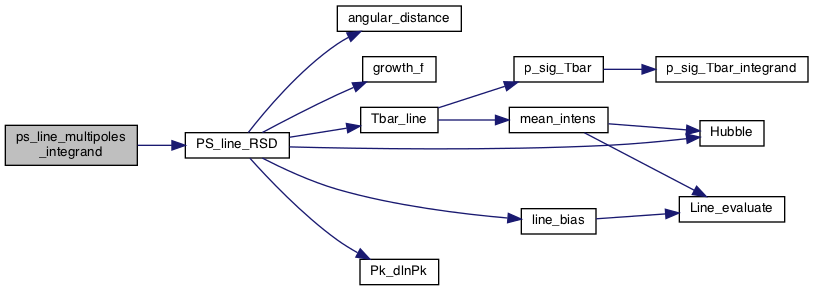 ps_line_multipoles
_integrand
PS_line_RSD
angular_distance
growth_f
Tbar_line
p_sig_Tbar
p_sig_Tbar_integrand
mean_intens
Hubble
Line_evaluate
line_bias
Pk_dlnPk